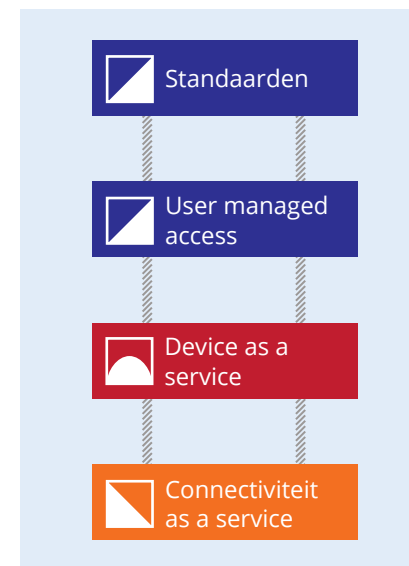 Standaarden
User managed
access
Device as a
service
Connectiviteit
as a service